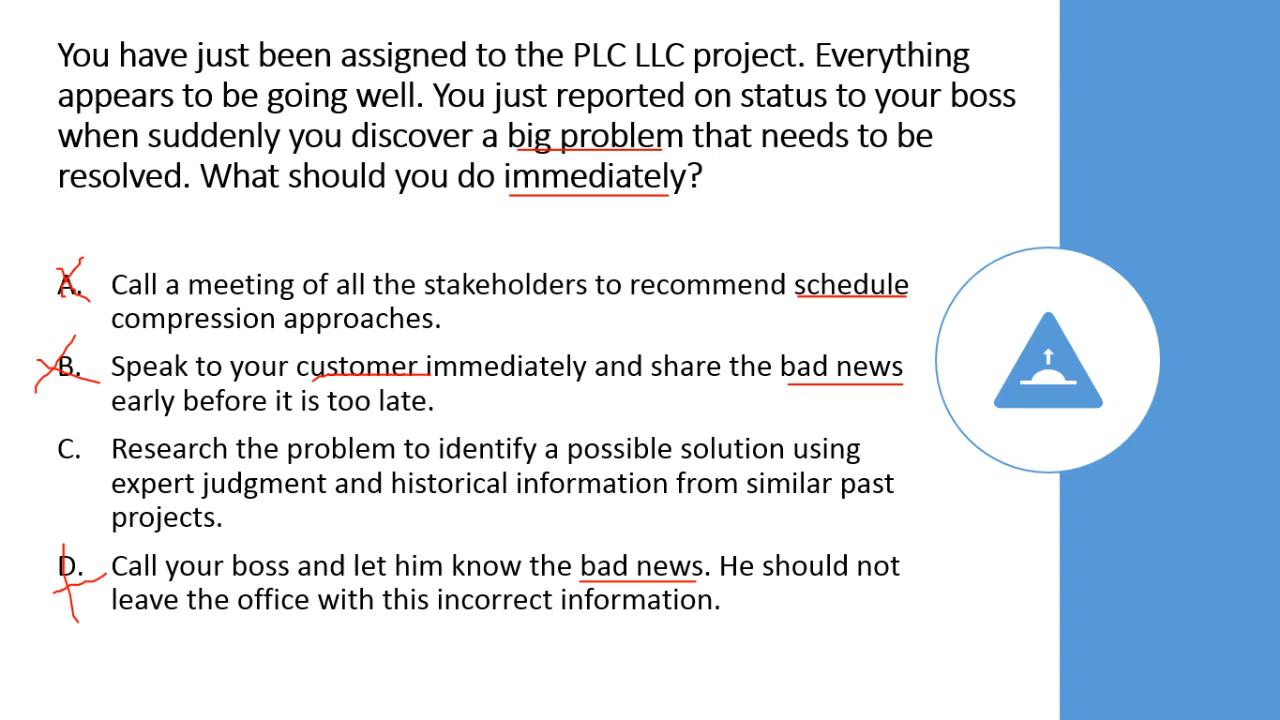 You have just been assigned to the PLC LLC project. Everything
appears to be going well. You just reported on status to your boss
when suddenly you discover a big problem that needs to be
resolved. What should you do immediately?
A. Call a meeting of all the stakeholders to recommend schedule
compression approaches.
B. Speak to your customer immediately and share the bad news
early before it is too late.
C. Research the problem to identify a possible solution using
expert judgment and historical information from similar past
projects.
D. Call your boss and let him know the bad news. He should not
leave the office with this incorrect information.